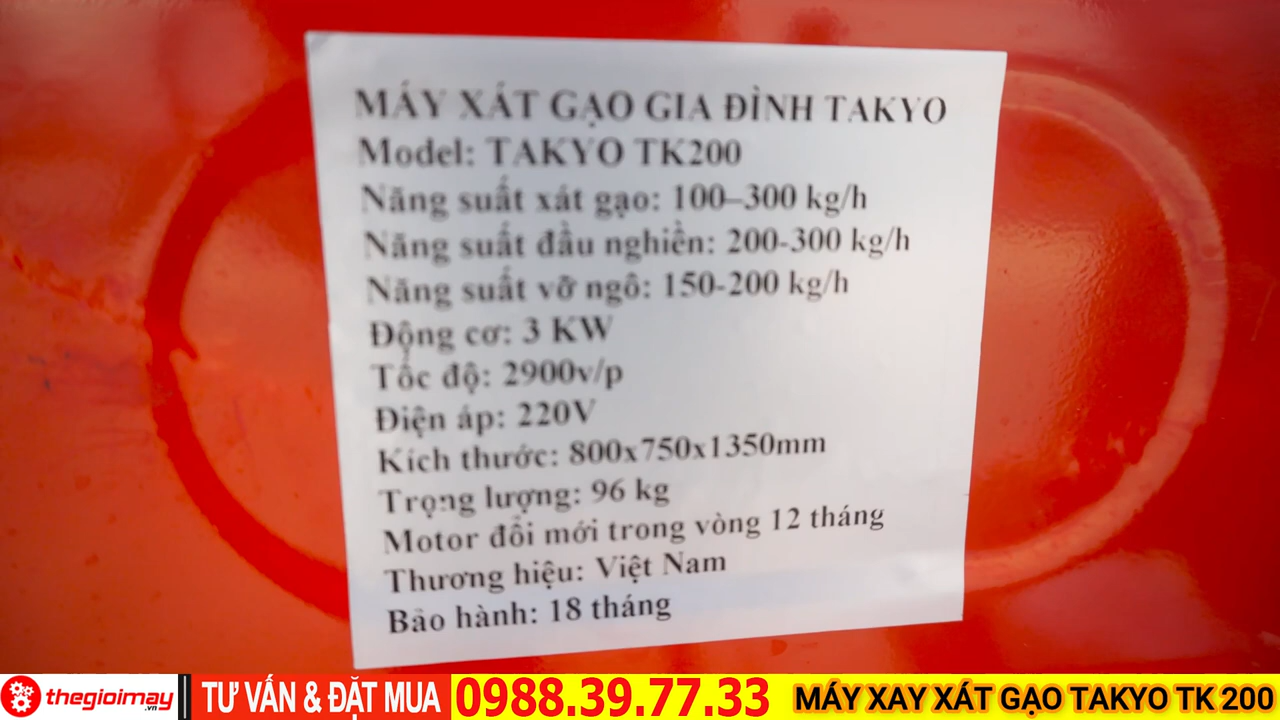 MÁY XÁT GẠO GIA ĐÌNH TAKYO
Model: TAKYO TK200
Năng suất xát gạo: 100–300 kg/h
Năng suất đầu nghiền: 200-300 kg/h
Năng suất vỡ ngô: 150-200 kg/h
Động cơ: 3 KW
Tốc độ: 2900v/p
Điện áp: 220V
Kích thước: 800x750x1350mm
Trọng lượng: 96 kg
Motor đổi mới trong vòng 12 tháng
Thương hiệu: Việt Nam
Bảo hành: 18 tháng
thegioimay.vn TƯ VẤN & ĐẶT MUA 0988.39.77.33 MÁY XAY XÁT GẠO TAKYO TK 200